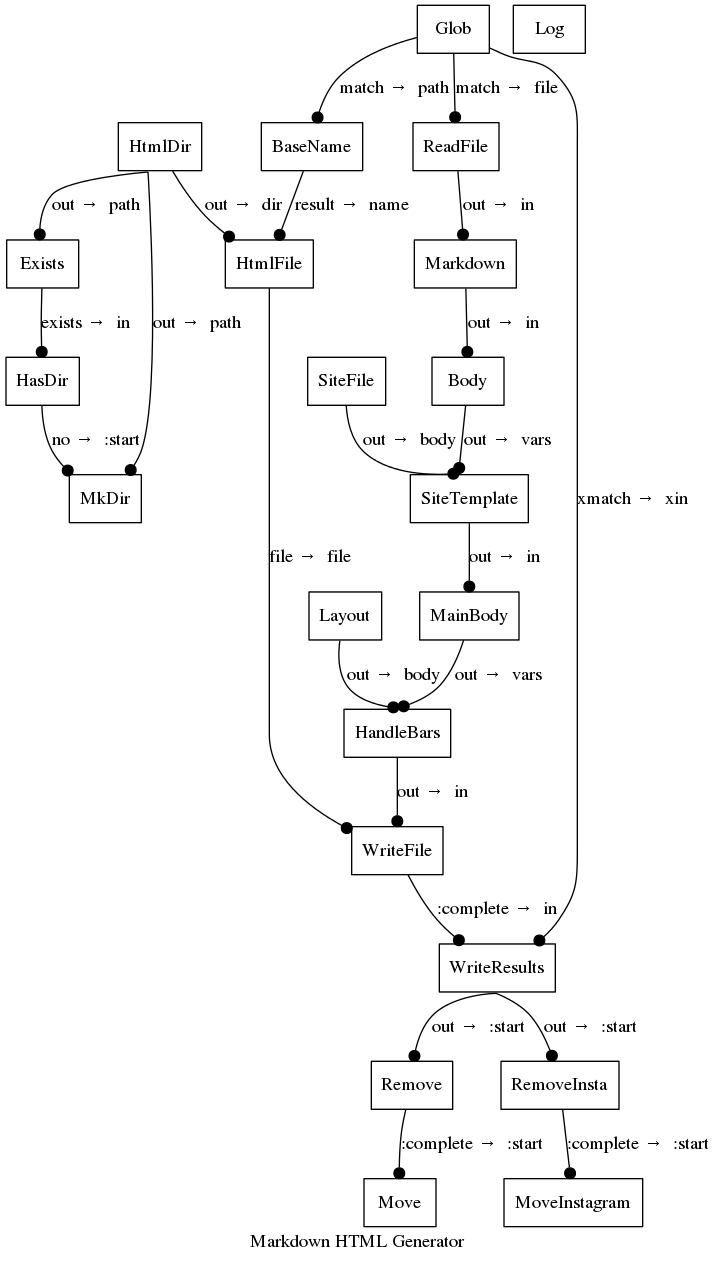 Glob
Log
match → path
match → file
HtmlDir
BaseName
ReadFile
out → path
out → dir
result → name
out → in
Exists
HtmlFile
Markdown
exists → in
out → path
out → in
HasDir
SiteFile
Body
no → :start
out → body
out → vars
MkDir
SiteTemplate
xmatch → xin
file → file
out → in
Layout
MainBody
out → body
out → vars
HandleBars
out → in
WriteFile
:complete → in
WriteResults
out → :start
out → :start
Remove
RemoveInsta
:complete → :start
:complete → :start
Move
MoveInstagram
Markdown HTML Generator